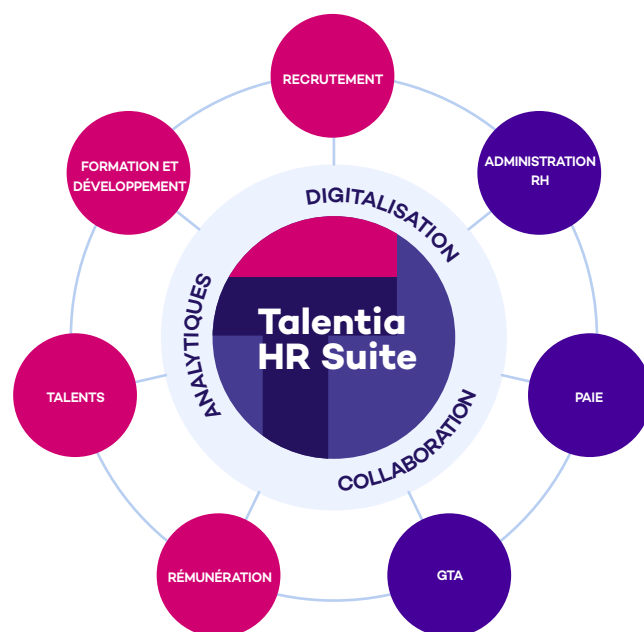 RECRUTEMENT
ADMINISTRATION
RH
PAIE
GTA
RÉMUNÉRATION
TALENTS
FORMATION ET
DÉVELOPPEMENT
DIGITALISATION
COLLABORATION
ANALYTIQUES
Talentia
HR Suite